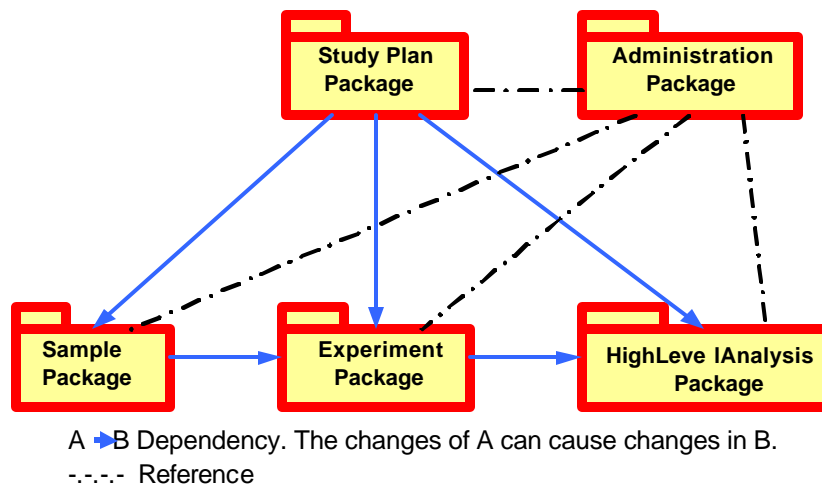 Study Plan
Package
Administration
Package
Sample
Package
Experiment
Package
HighLeve lAnalysis
Package
A B Dependency. The changes of A can cause changes in B.
-.-.-.- Reference